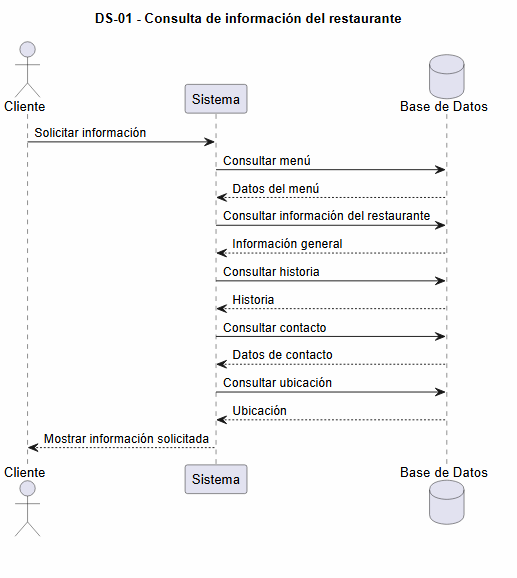 DS-01 - Consulta de información del restaurante
Cliente
Sistema
Base de Datos
Solicitar información
Consultar menú
Datos del menú
Consultar información del restaurante
Información general
Consultar historia
Historia
Consultar contacto
Datos de contacto
Consultar ubicación
Ubicación
Mostrar información solicitada
Cliente
Sistema
Base de Datos